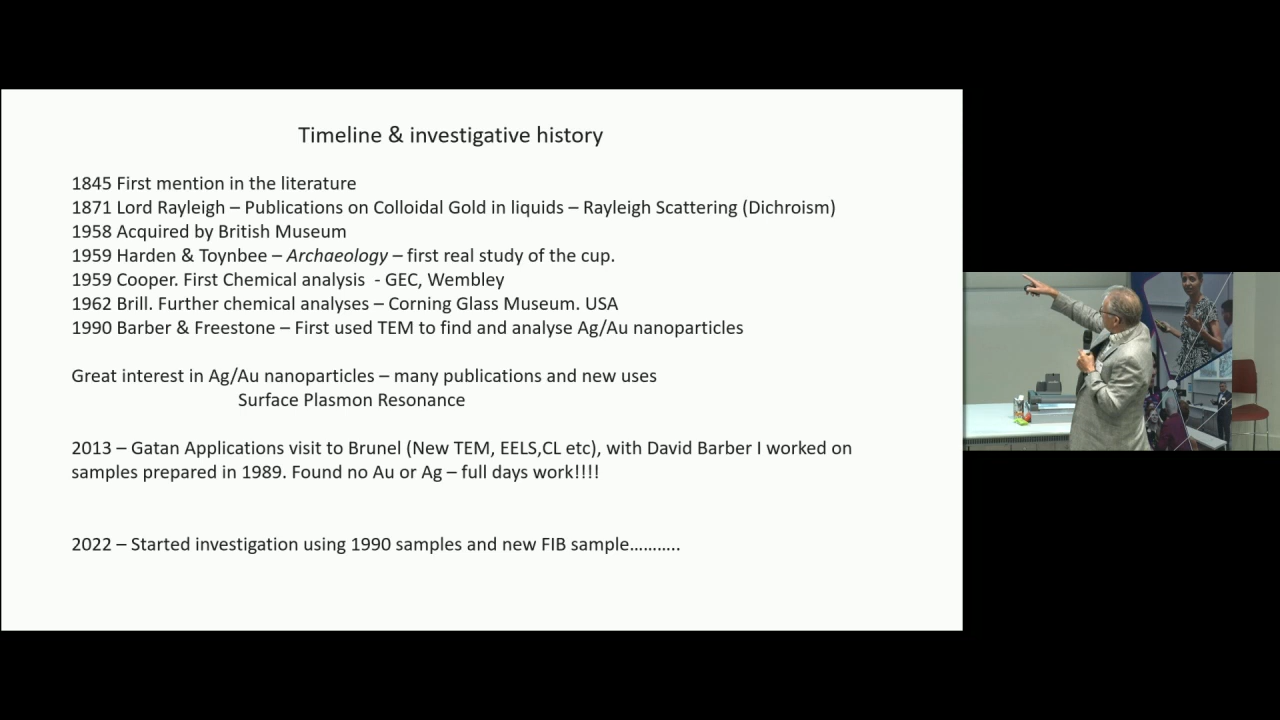 Timeline & investigative history
1845 First mention in the literature
1871 Lord Rayleigh – Publications on Colloidal Gold in liquids – Rayleigh Scattering (Dichroism)
1958 Acquired by British Museum
1959 Harden & Toynbee – Archaeology – first real study of the cup.
1959 Cooper. First Chemical analysis  - GEC, Wembley
1962 Brill. Further chemical analyses – Corning Glass Museum. USA
1990 Barber & Freestone – First used TEM to find and analyse Ag/Au nanoparticles
Great interest in Ag/Au nanoparticles – many publications and new uses
Surface Plasmon Resonance
2013 – Gatan Applications visit to Brunel (New TEM, EELS,CL etc), with David Barber I worked on
samples prepared in 1989. Found no Au or Ag – full days work!!!!
2022 – Started investigation using 1990 samples and new FIB sample………..